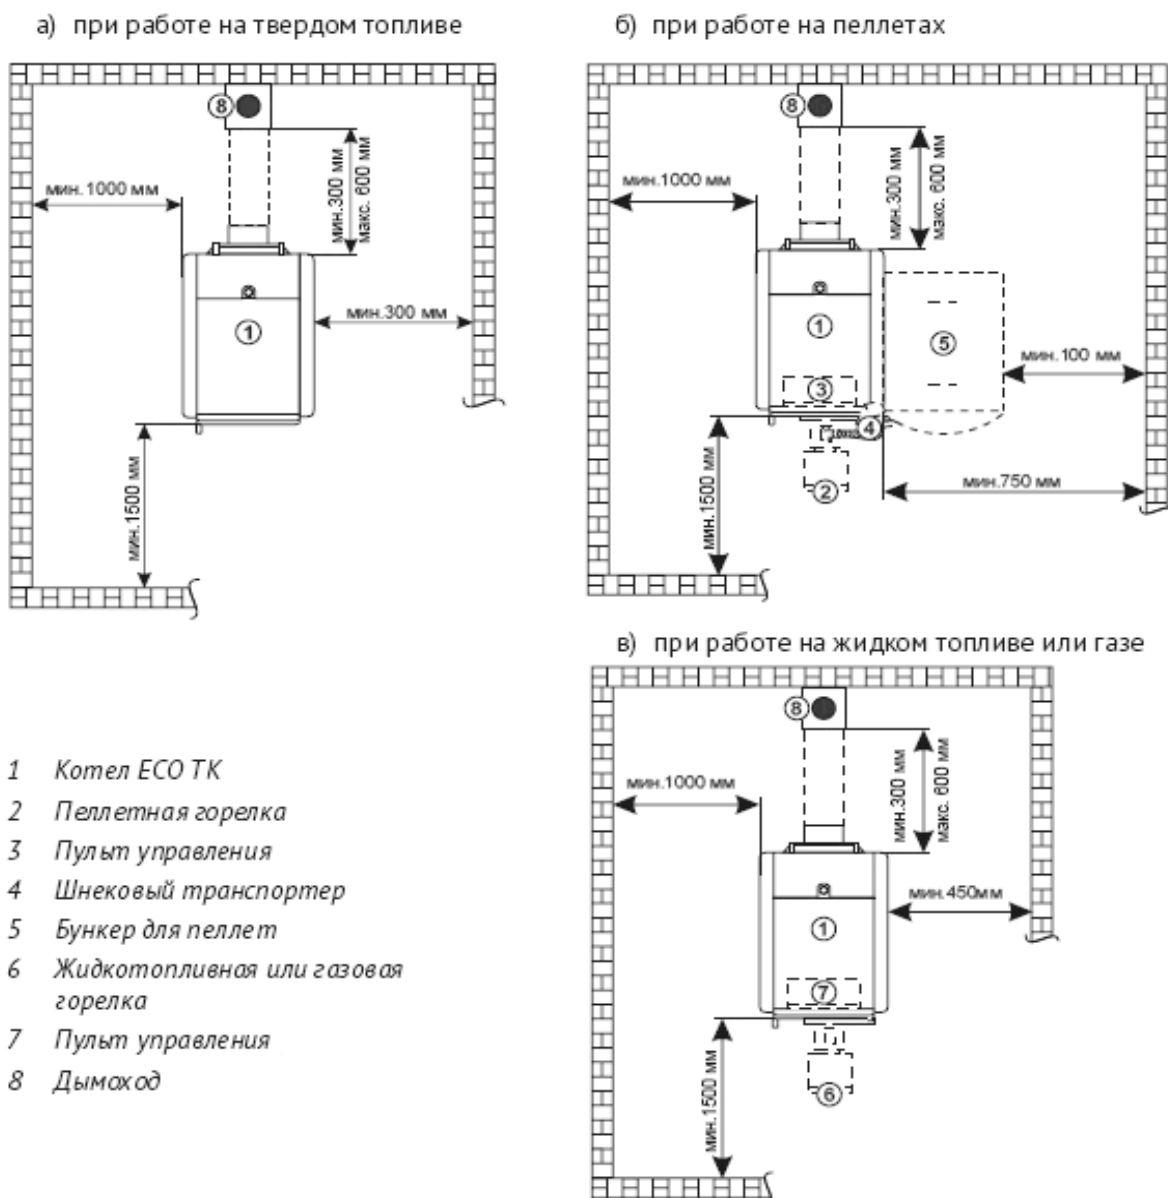 а) при работе на твердом топливе
8
мин.1000 мм
мин.300 мм
макс. 600 мм
1
мин.300 мм
мин.1500 мм
б) при работе на пеллетах
8
мин.1000 мм
мин.300 мм
макс. 600 мм
1
5
3
мин.100 мм
4
2
мин.750 мм
мин.1500 мм
в) при работе на жидком топливе или газе
8
мин.1000 мм
мин.300 мм
макс. 600 мм
мин.450мм
1
7
6
мин.1500 мм
1 Котел ECO TK
2 Пеллетная горелка
3 Пульт управления
4 Шнековый транспортер
5 Бункер для пеллет
6 Жидкотопливная или газовая
горелка
7 Пульт управления
8 Дымоход